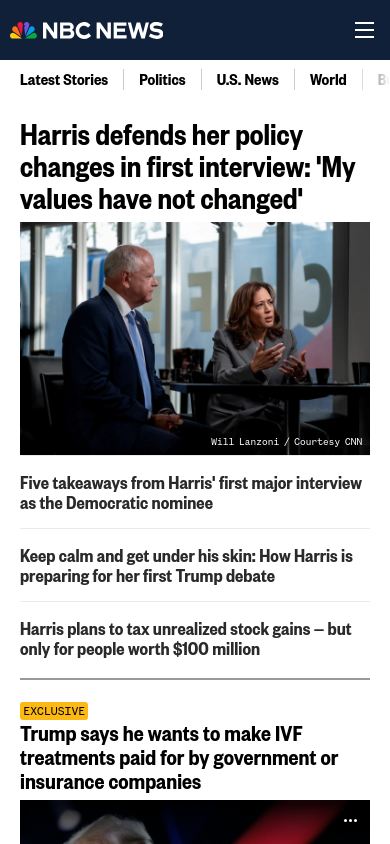 NBC NEWS
Latest Stories
Politics
U.S. News
World
Harris defends her policy
changes in first interview: 'My
values have not changed'
Will Lanzoni / Courtesy CNN
Five takeaways from Harris' first major interview
as the Democratic nominee
Keep calm and get under his skin: How Harris is
preparing for her first Trump debate
Harris plans to tax unrealized stock gains — but
only for people worth $100 million
EXCLUSIVE
Trump says he wants to make IVF
treatments paid for by government or
insurance companies